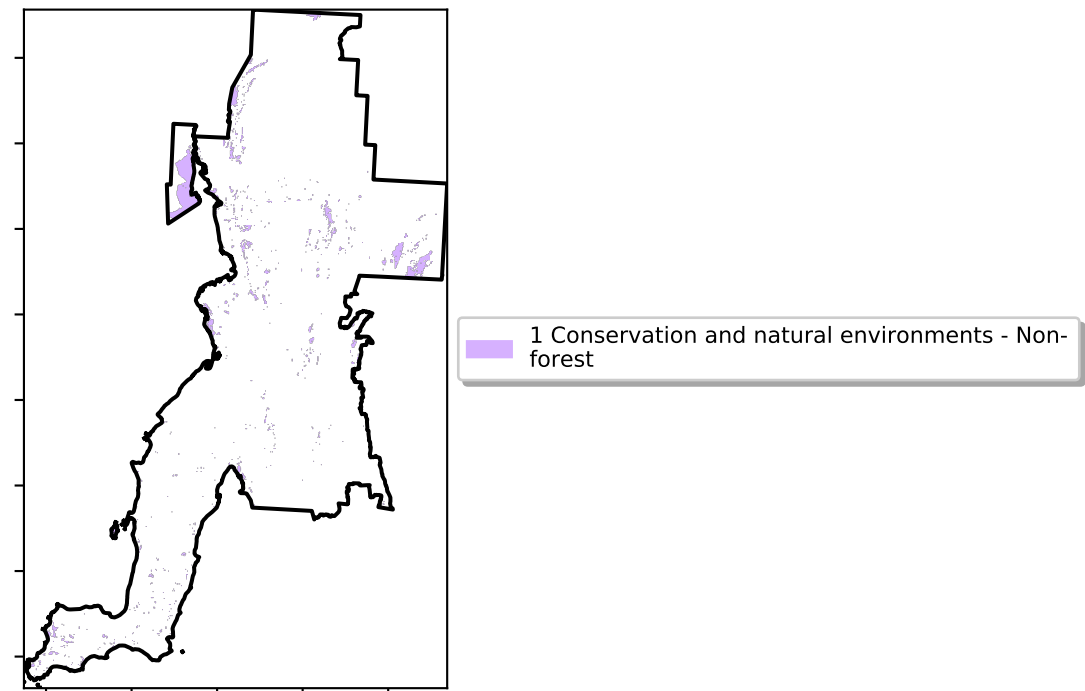 1 Conservation and natural environments - Non-
forest